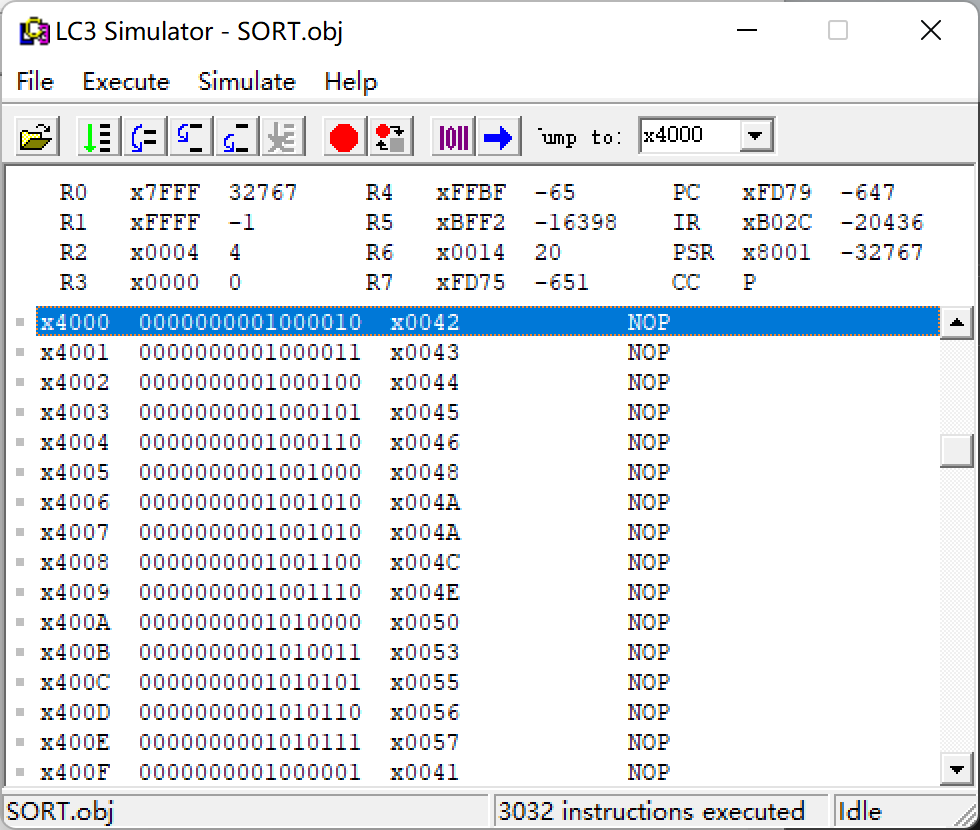 LC3 Simulator - SORT.obj
File Execute Simulate Help
Jump to: x4000
R0 x7FFF 32767 R4 xFFBF -65 PC xFD79 -647
R1 xFFFF -1 R5 xBFF2 -16398 IR xB02C -20436
R2 x0004 4 R6 x0014 20 PSR x8001 -32767
R3 x0000 0 R7 xFD75 -651 CC P
x4000 0000000001000010 x0042 NOP
x4001 0000000001000011 x0043 NOP
x4002 0000000001000100 x0044 NOP
x4003 0000000001000101 x0045 NOP
x4004 0000000001000110 x0046 NOP
x4005 0000000001001000 x0048 NOP
x4006 0000000001001010 x004A NOP
x4007 0000000001001010 x004A NOP
x4008 0000000001001100 x004C NOP
x4009 0000000001001110 x004E NOP
x400A 0000000001010000 x0050 NOP
x400B 0000000001010011 x0053 NOP
x400C 0000000001010101 x0055 NOP
x400D 0000000001010110 x0056 NOP
x400E 0000000001010111 x0057 NOP
x400F 0000000001000001 x0041 NOP
SORT.obj 3032 instructions executed Idle